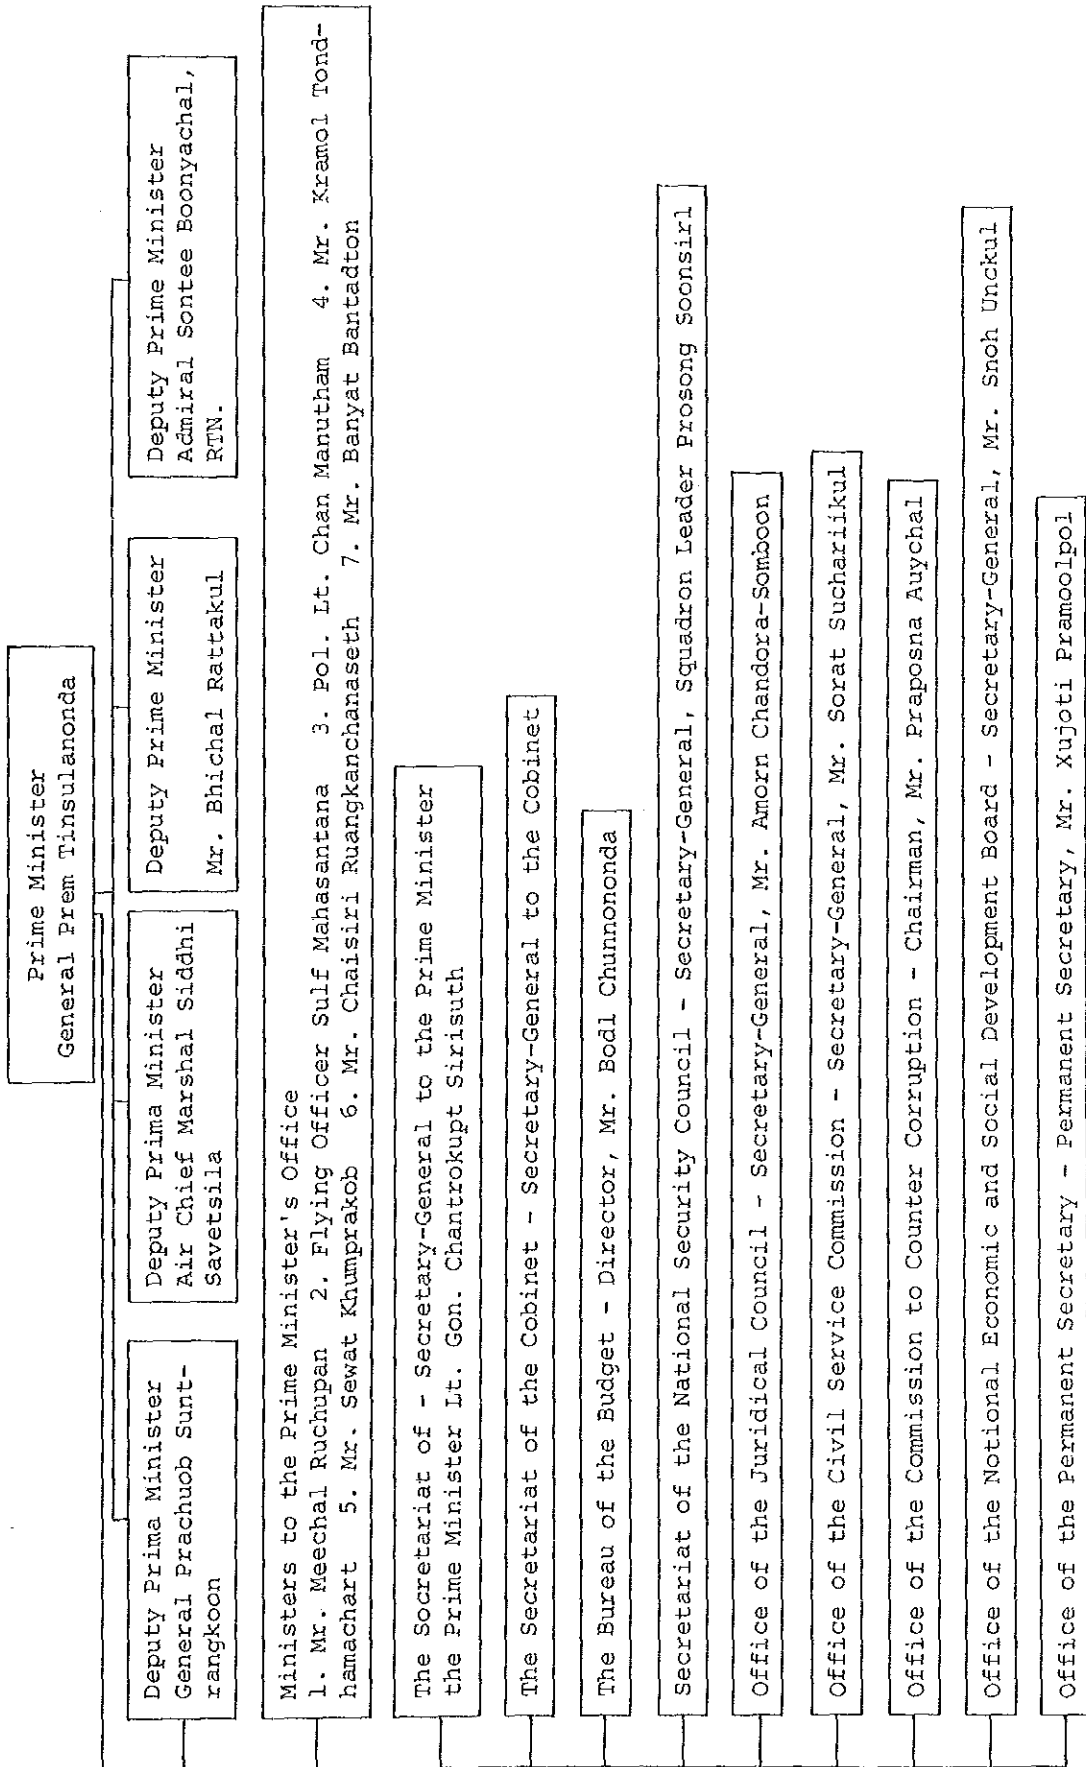 Prime Minister
General Prem Tinsulanonda
Deputy Prima Minister
General Prachuob Sunt-
rangkoon
Deputy Prima Minister
Air Chief Marshal Siddhi
Savetsila
Deputy Prime Minister
Mr. Bhichal Rattakul
Deputy Prime Minister
Admiral Sontee Boonyachal,
RTN.
Ministers to the Prime Minister's Office
1. Mr. Meechal Ruchupan 2. Flying Officer Sulf Mahasantana 3. Pol. Lt. Chan Manutham 4. Mr. Kramol Tond-
hamachart 5. Mr. Sewat Khumprakob 6. Mr. Chaisiri Ruangkanchanaseth 7. Mr. Banyat Bantadton
The Socretariat of - Secretary-General to the Prime Minister
the Prime Minister Lt. Gon. Chantrokupt Sirisuth
The Secretariat of the Cobinet - Secretary-General to the Cobinet
The Bureau of the Budget - Director, Mr. Bodl Chunnononda
Secretariat of the National Security Council - Secretary-General, Squadron Leader Prosong Soonsirl
Office of the Juridical Council - Secretary-General, Mr. Amorn Chandora-Somboon
Office of the Civil Service Commission - Secretary-General, Mr. Sorat Suchariikul
Office of the Commission to Counter Corruption - Chairman, Mr. Praposna Auychal
Office of the Notional Economic and Social Development Board - Secretary-General, Mr. Snoh Unckul
Office of the Permanent Secretary - Permanent Secretary, Mr. Xujoti Pramoolpol